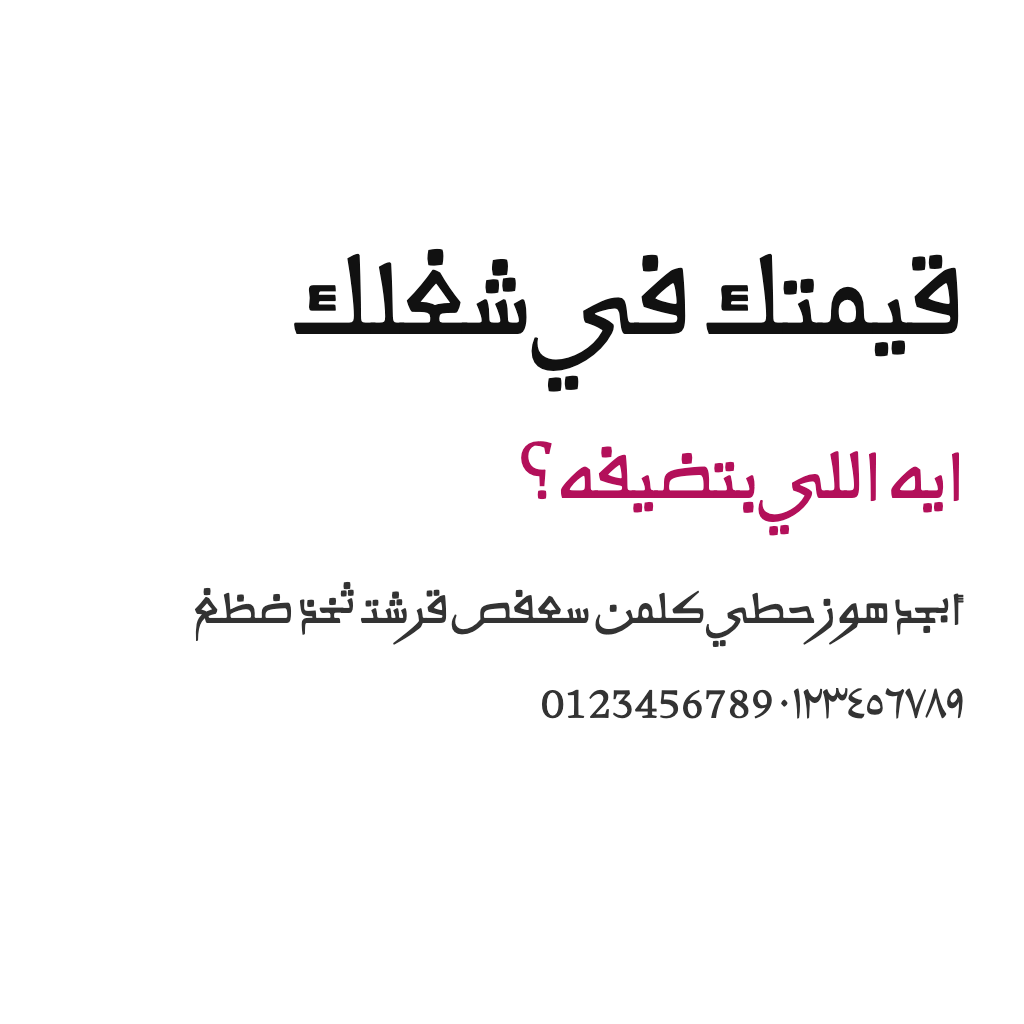 قيمتك في شغلك
ايه اللي بتضيفه ؟
أبجد هوز حطي كلمن سعفص قرشت ثخذ ضظغ
0123456789 ٠١٢٣٤٥٦٧٨٩